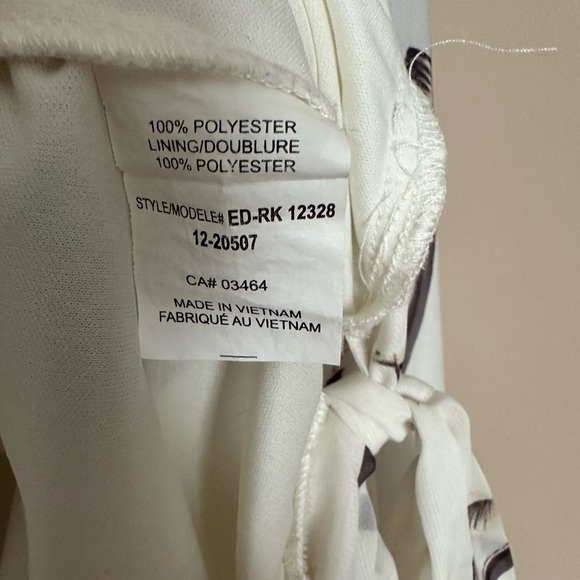 100% POLYESTER
LINING/DOUBLURE
100% POLYESTER
STYLE/MODELE# ED-RK 12328
12-20507
CA# 03464
MADE IN VIETNAM
FABRIQUÉ AU VIETNAM